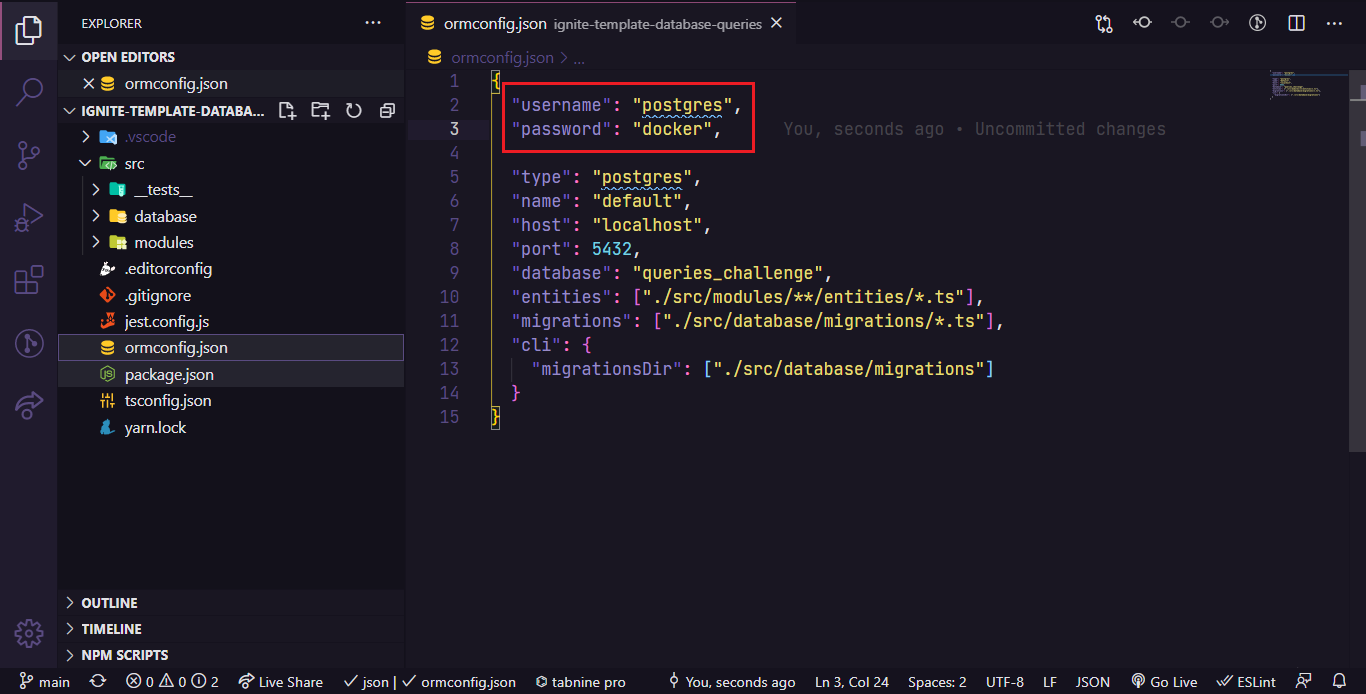 EXPLORER
ormconfig.json ignite-template-database-queries
OPEN EDITORS
ormconfig.json
IGNITE-TEMPLATE-DATABA...
.vscode
src
__tests__
database
modules
.editorconfig
.gitignore
jest.config.js
ormconfig.json
package.json
tsconfig.json
yarn.lock
OUTLINE
TIMELINE
NPM SCRIPTS
ormconfig.json > ...
1 {
2 "username": "postgres",
3 "password": "docker", You, seconds ago • Uncommitted changes
4
5 "type": "postgres",
6 "name": "default",
7 "host": "localhost",
8 "port": 5432,
9 "database": "queries_challenge",
10 "entities": ["./src/modules/**/entities/*.ts"],
11 "migrations": ["./src/database/migrations/*.ts"],
12 "cli": {
13 "migrationsDir": ["./src/database/migrations"]
14 }
15 }
main 0 0 2 Live Share json | ormconfig.json tabnine pro You, seconds ago Ln 3, Col 24 Spaces: 2 UTF-8 LF JSON Go Live ESLint